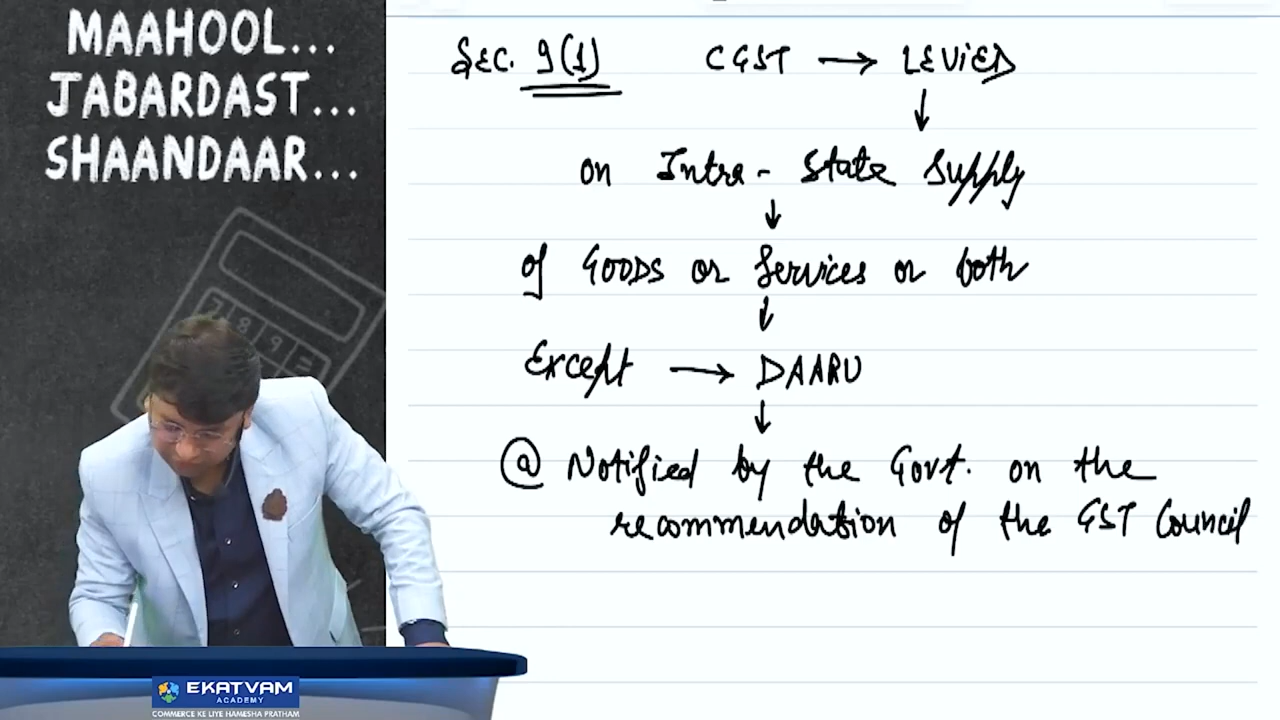 MAAHOOL...
JABARDAST...
SHAANDAAR...
SEC. 9(1) CGST → LEVIED
↓
on Intra-State Supply
↓
of GOODS or Services or both
↓
Except → DAARU
↓
@ Notified by the Govt. on the
recommendation of the GST Council
EKATVAM
ACADEMY
COMMERCE KE LIYE HAMESHA PRATHAM